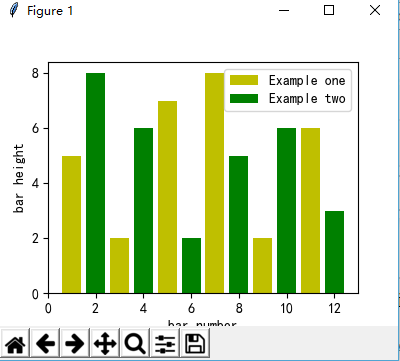 Figure 1
Example one
Example two
8
6
4
2
0
bar height
0 2 4 6 8 10 12
bar number